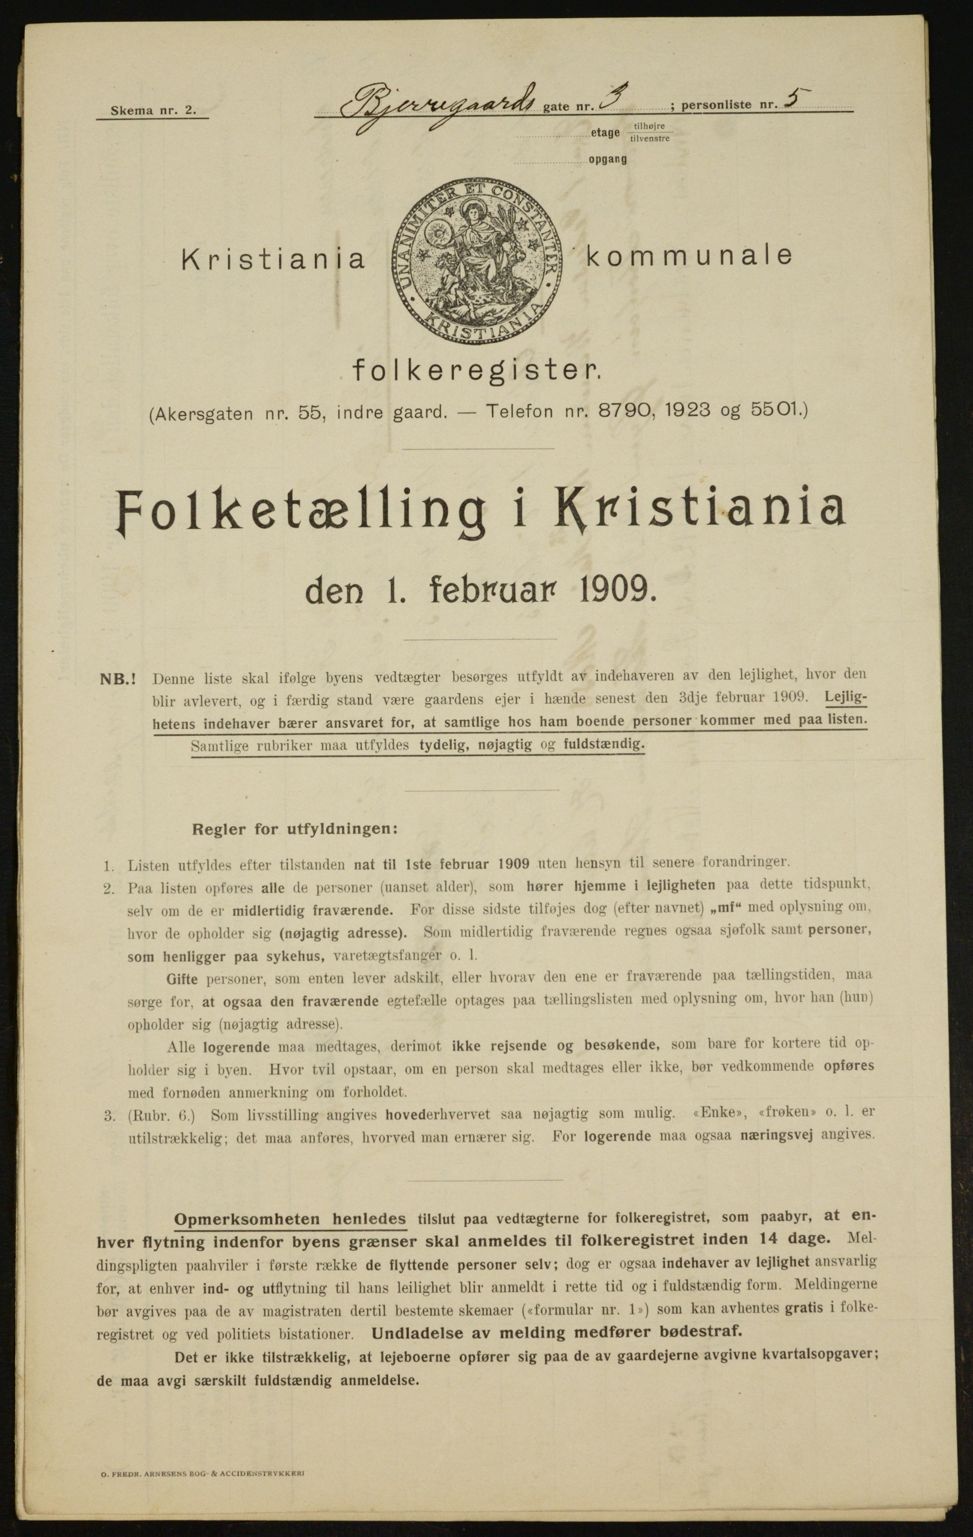 Skema nr. 2.
Bjerregaards gate nr. 3 ; personliste nr. 5
etage tilhøjre
tilvenstre
opgang
UNANIMITER ET CONSTANTER
KRISTIANIA
Kristiania kommunale
folkeregister.
(Akersgaten nr. 55, indre gaard. — Telefon nr. 8790, 1923 og 5501.)
Folketælling i Kristiania
den 1. februar 1909.
NB.! Denne liste skal ifølge byens vedtægter besørges utfyldt av indehaveren av den lejlighet, hvor den
blir avlevert, og i færdig stand være gaardens ejer i hænde senest den 3dje februar 1909. Lejlig-
hetens indehaver bærer ansvaret for, at samtlige hos ham boende personer kommer med paa listen.
Samtlige rubriker maa utfyldes tydelig, nøjagtig og fuldstændig.
Regler for utfyldningen:
1. Listen utfyldes efter tilstanden nat til 1ste februar 1909 uten hensyn til senere forandringer.
2. Paa listen opføres alle de personer (uanset alder), som hører hjemme i lejligheten paa dette tidspunkt,
selv om de er midlertidig fraværende. For disse sidste tilføjes dog (efter navnet) „mf“ med oplysning om,
hvor de opholder sig (nøjagtig adresse). Som midlertidig fraværende regnes ogsaa sjøfolk samt personer,
som henligger paa sykehus, varetægtsfanger o. l.
Gifte personer, som enten lever adskilt, eller hvorav den ene er fraværende paa tællingstiden, maa
sørge for, at ogsaa den fraværende egtefælle optages paa tællingslisten med oplysning om, hvor han (hun)
opholder sig (nøjagtig adresse).
Alle logerende maa medtages, derimot ikke rejsende og besøkende, som bare for kortere tid op-
holder sig i byen. Hvor tvil opstaar, om en person skal medtages eller ikke, bør vedkommende opføres
med fornøden anmerkning om forholdet.
3. (Rubr. 6.) Som livsstilling angives hovederhvervet saa nøjagtig som mulig. «Enke», «frøken» o. l. er
utilstrækkelig; det maa anføres, hvorved man ernærer sig. For logerende maa ogsaa næringsvej angives.
Opmerksomheten henledes tilslut paa vedtægterne for folkeregistret, som paabyr, at en-
hver flytning indenfor byens grænser skal anmeldes til folkeregistret inden 14 dage. Mel-
dingspligten paahviler i første række de flyttende personer selv; dog er ogsaa indehaver av lejlighet ansvarlig
for, at enhver ind- og utflytning til hans leilighet blir anmeldt i rette tid og i fuldstændig form. Meldingerne
bør avgives paa de av magistraten dertil bestemte skemaer («formular nr. 1») som kan avhentes gratis i folke-
registret og ved politiets bistationer. Undladelse av melding medfører bødestraf.
Det er ikke tilstrækkelig, at lejeboerne opfører sig paa de av gaardejerne avgivne kvartalsopgaver;
de maa avgi særskilt fuldstændig anmeldelse.
O. FREDR. ARNESENS BOG- & ACCIDENSTRYKKERI